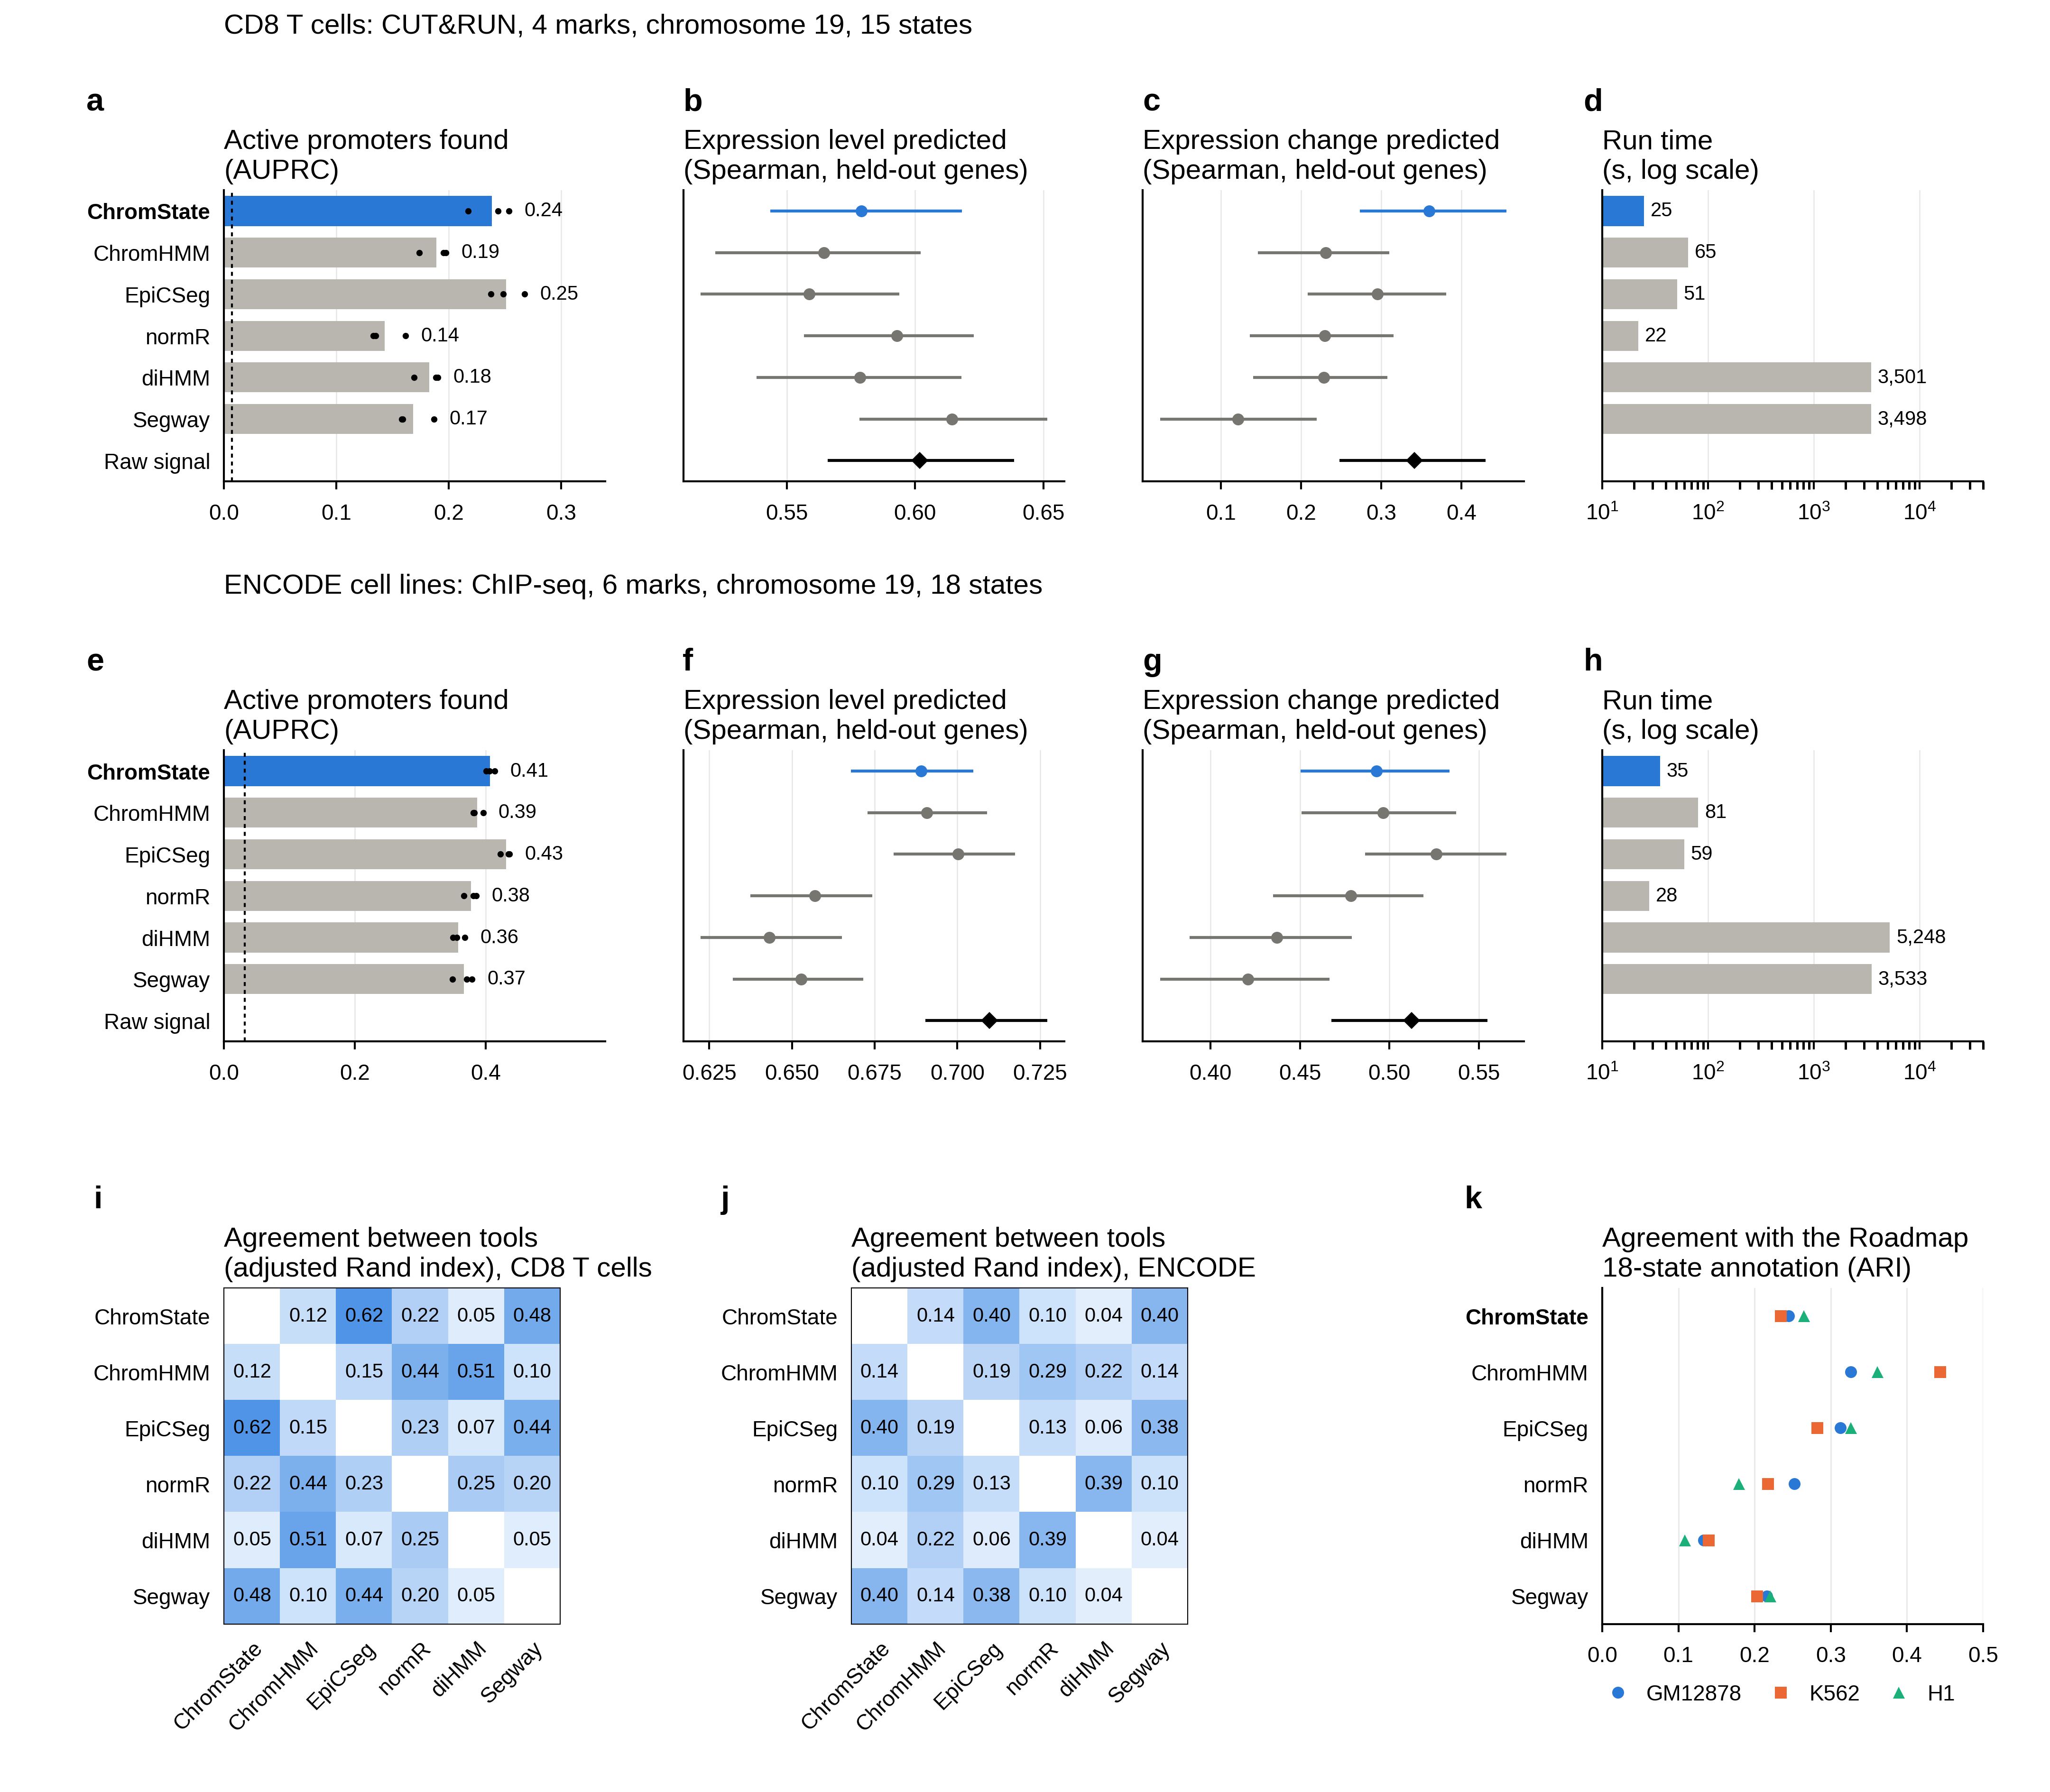 CD8 T cells: CUT&RUN, 4 marks, chromosome 19, 15 states
a
b
c
d
Active promoters found
(AUPRC)
Expression level predicted
(Spearman, held-out genes)
Expression change predicted
(Spearman, held-out genes)
Run time
(s, log scale)
ChromState 0.24 25
ChromHMM 0.19 65
EpiCSeg 0.25 51
normR 0.14 22
diHMM 0.18 3,501
Segway 0.17 3,498
Raw signal
0.0 0.1 0.2 0.3
0.55 0.60 0.65
0.1 0.2 0.3 0.4
10¹ 10² 10³ 10⁴
ENCODE cell lines: ChIP-seq, 6 marks, chromosome 19, 18 states
e
f
g
h
Active promoters found
(AUPRC)
Expression level predicted
(Spearman, held-out genes)
Expression change predicted
(Spearman, held-out genes)
Run time
(s, log scale)
ChromState 0.41 35
ChromHMM 0.39 81
EpiCSeg 0.43 59
normR 0.38 28
diHMM 0.36 5,248
Segway 0.37 3,533
Raw signal
0.0 0.2 0.4
0.625 0.650 0.675 0.700 0.725
0.40 0.45 0.50 0.55
10¹ 10² 10³ 10⁴
i
Agreement between tools
(adjusted Rand index), CD8 T cells
ChromState 0.12 0.62 0.22 0.05 0.48
ChromHMM 0.12 0.15 0.44 0.51 0.10
EpiCSeg 0.62 0.15 0.23 0.07 0.44
normR 0.22 0.44 0.23 0.25 0.20
diHMM 0.05 0.51 0.07 0.25 0.05
Segway 0.48 0.10 0.44 0.20 0.05
ChromState ChromHMM EpiCSeg normR diHMM Segway
j
Agreement between tools
(adjusted Rand index), ENCODE
ChromState 0.14 0.40 0.10 0.04 0.40
ChromHMM 0.14 0.19 0.29 0.22 0.14
EpiCSeg 0.40 0.19 0.13 0.06 0.38
normR 0.10 0.29 0.13 0.39 0.10
diHMM 0.04 0.22 0.06 0.39 0.04
Segway 0.40 0.14 0.38 0.10 0.04
ChromState ChromHMM EpiCSeg normR diHMM Segway
k
Agreement with the Roadmap
18-state annotation (ARI)
ChromState
ChromHMM
EpiCSeg
normR
diHMM
Segway
0.0 0.1 0.2 0.3 0.4 0.5
GM12878 K562 H1